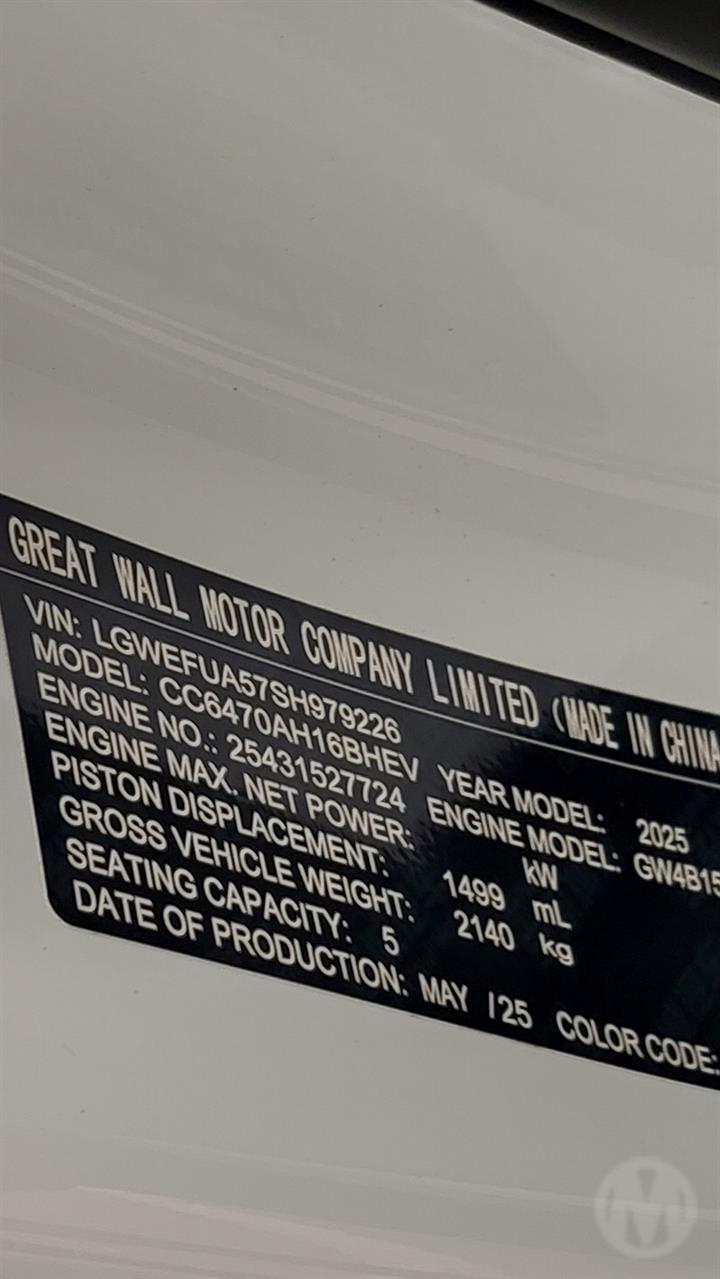 GREAT WALL MOTOR COMPANY LIMITED (MADE IN CHINA
VIN: LGWEFUA57SH979226
MODEL: CC6470AH16BHEV YEAR MODEL: 2025
ENGINE NO.: 25431527724 ENGINE MODEL: GW4B15
ENGINE MAX. NET POWER: kW
PISTON DISPLACEMENT: 1499 mL
GROSS VEHICLE WEIGHT: 2140 kg
SEATING CAPACITY: 5
DATE OF PRODUCTION: MAY 125 COLOR CODE:
M